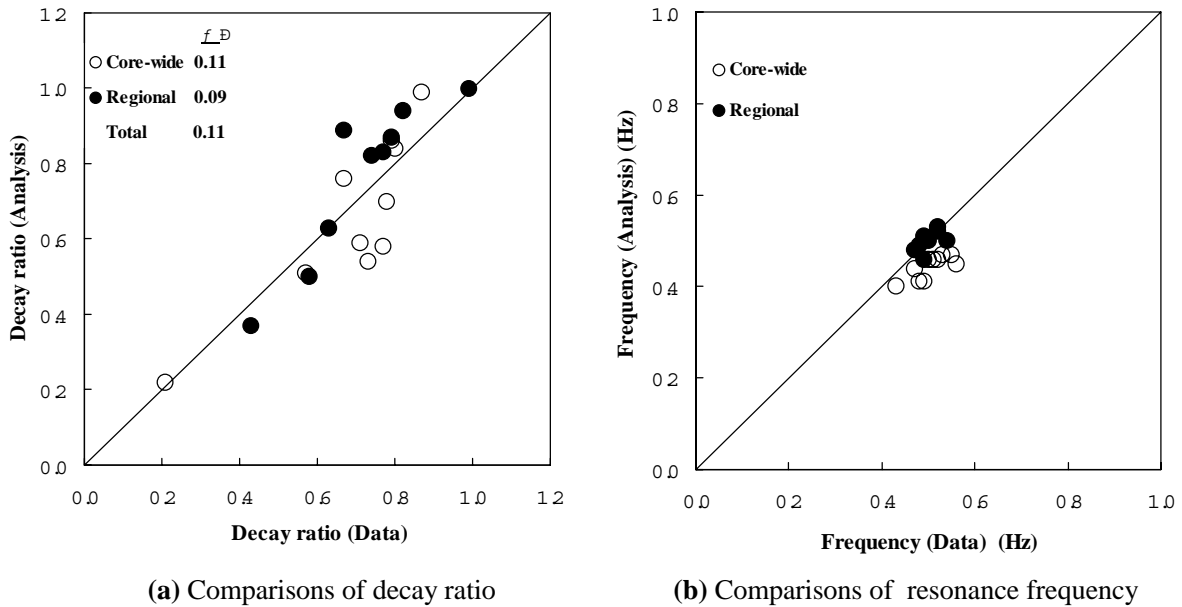 1.2
1.0
0.8
0.6
0.4
0.2
0.0
Decay ratio (Analysis)
ƒ Ð
Core-wide 0.11
Regional 0.09
Total 0.11
0.0 0.2 0.4 0.6 0.8 1.0 1.2
Decay ratio (Data)
(a) Comparisons of decay ratio
1.0
0.8
0.6
0.4
0.2
0.0
Frequency (Analysis) (Hz)
Core-wide
Regional
0.0 0.2 0.4 0.6 0.8 1.0
Frequency (Data) (Hz)
(b) Comparisons of resonance frequency